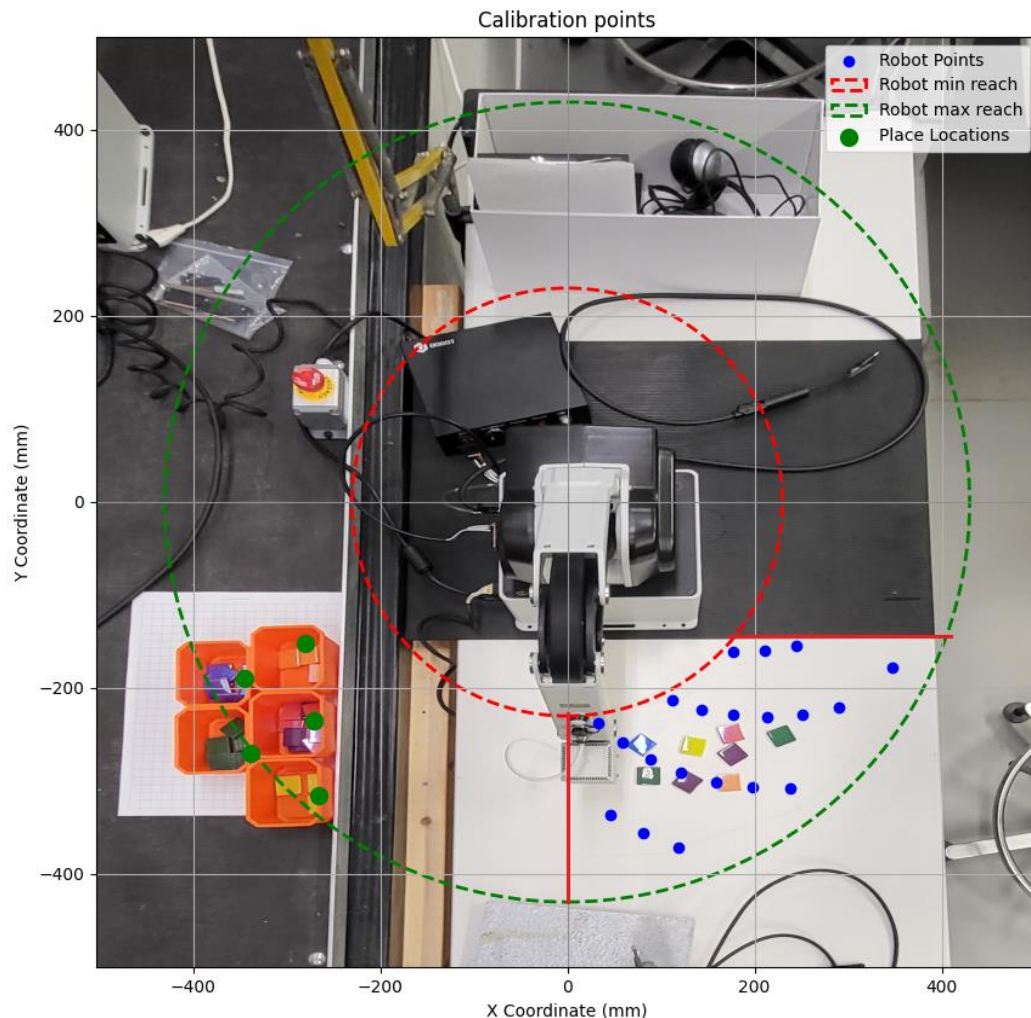 Calibration points
Robot Points
Robot min reach
Robot max reach
Place Locations
400
200
0
−200
−400
Y Coordinate (mm)
−400
−200
0
200
400
X Coordinate (mm)